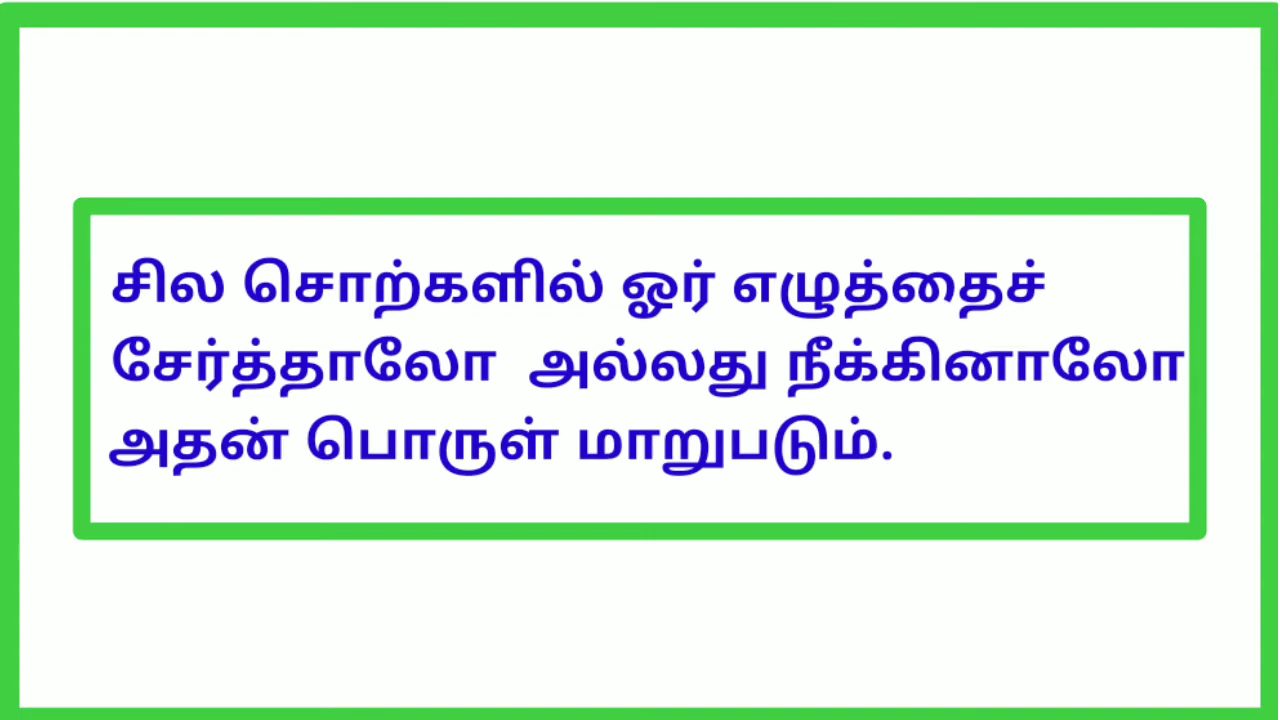 சில சொற்களில் ஓர் எழுத்தைச்
சேர்த்தாலோ அல்லது நீக்கினாலோ
அதன் பொருள் மாறுபடும்.